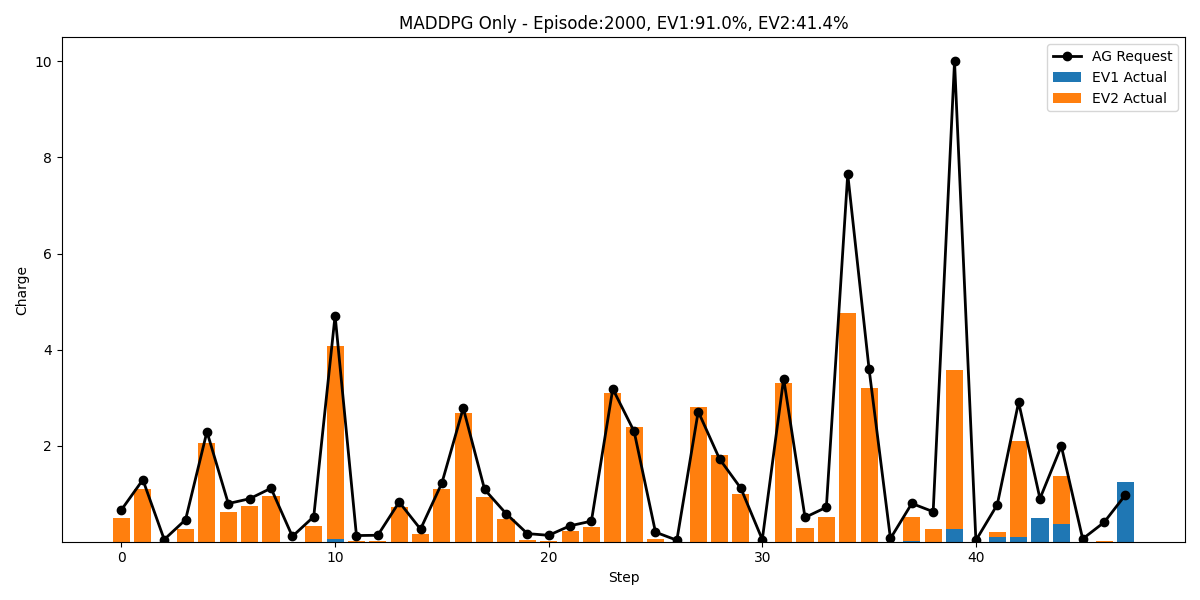 MADDPG Only - Episode:2000, EV1:91.0%, EV2:41.4%
AG Request
EV1 Actual
EV2 Actual
Charge
10
8
6
4
2
0
10
20
30
40
Step